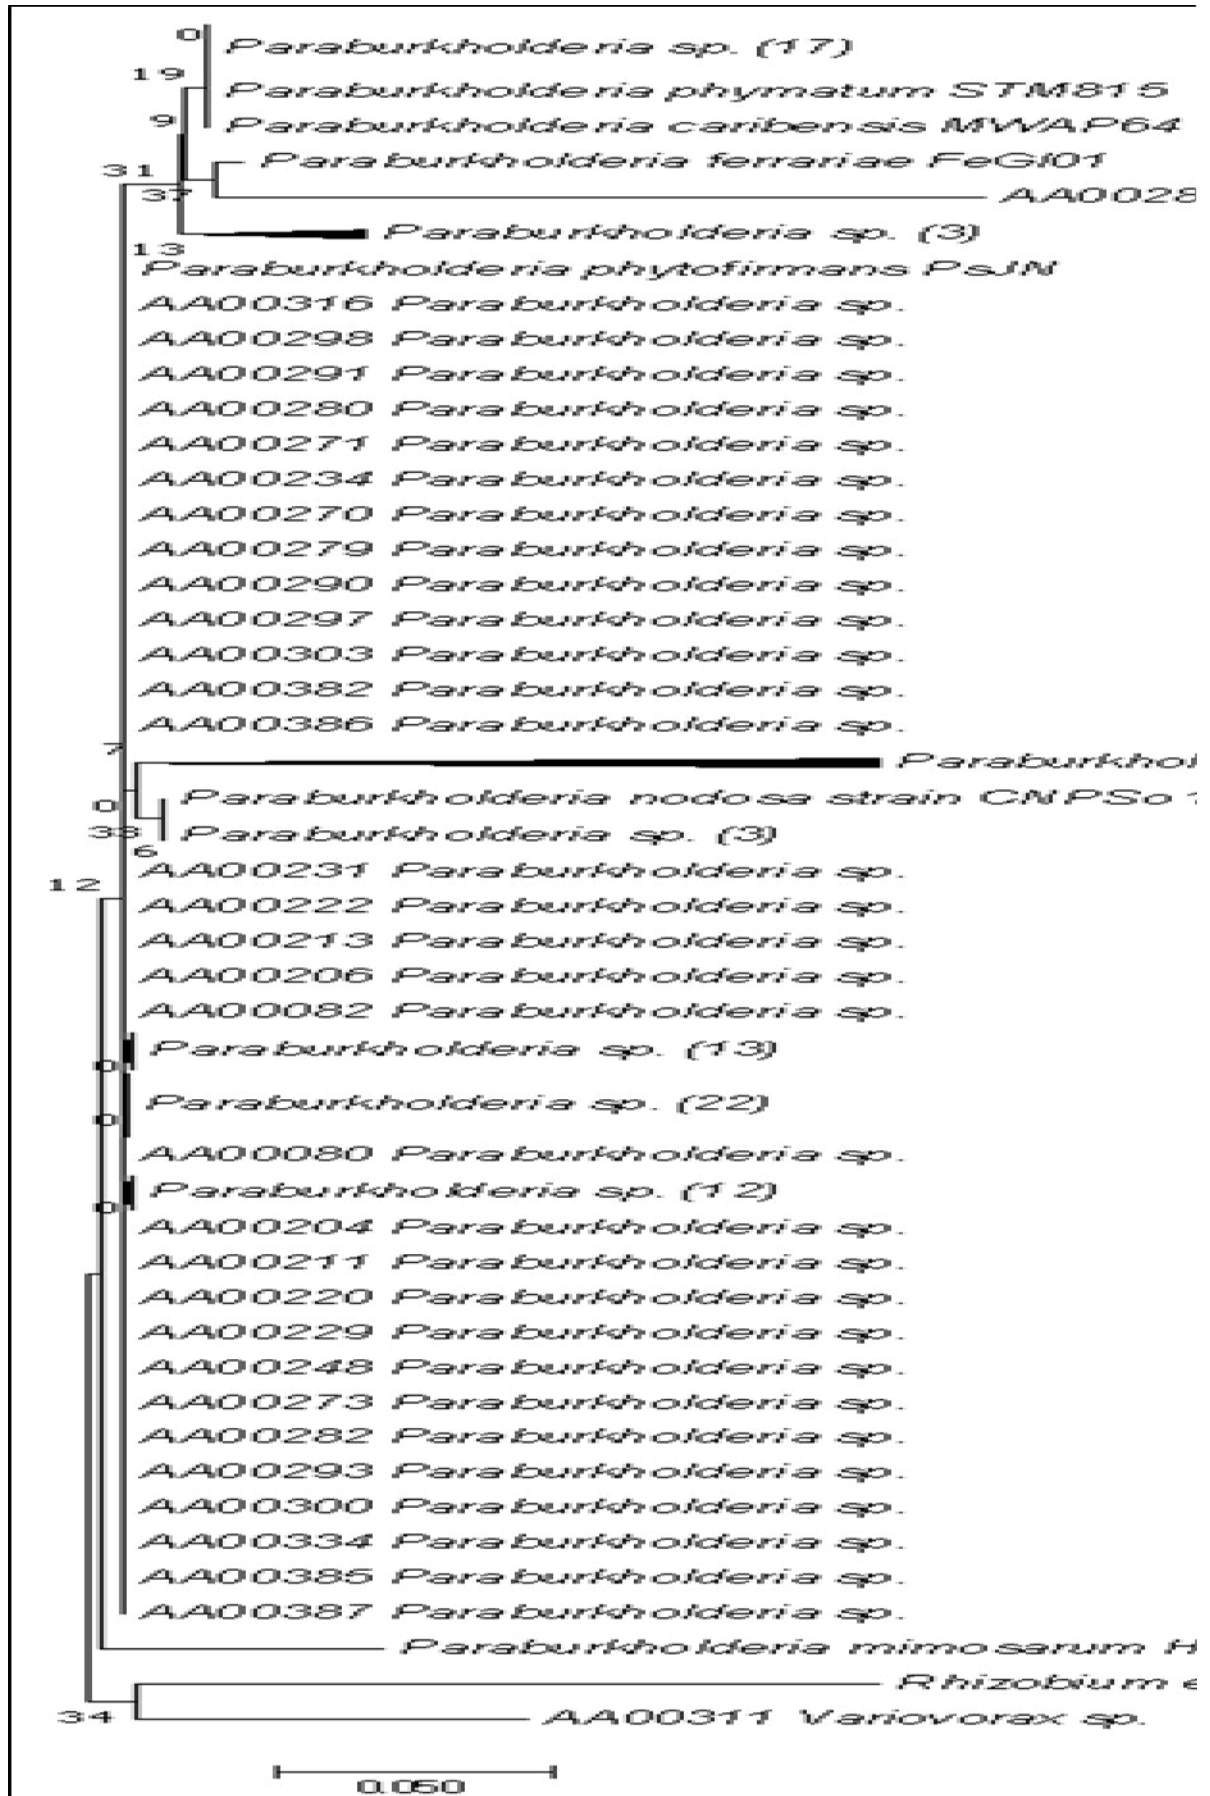 0
Paraburkholderia sp. (17)
19
Paraburkholderia phymatum STM815
9
Paraburkholderia caribensis MWAP64
Paraburkholderia ferrariae FeGI01
31
37
AA0028
Paraburkholderia sp. (3)
13
Paraburkholderia phytofirmans PsJN
AA00316 Paraburkholderia sp.
AA00298 Paraburkholderia sp.
AA00291 Paraburkholderia sp.
AA00280 Paraburkholderia sp.
AA00271 Paraburkholderia sp.
AA00234 Paraburkholderia sp.
AA00270 Paraburkholderia sp.
AA00279 Paraburkholderia sp.
AA00290 Paraburkholderia sp.
AA00297 Paraburkholderia sp.
AA00303 Paraburkholderia sp.
AA00382 Paraburkholderia sp.
AA00386 Paraburkholderia sp.
7
Paraburkhol
Paraburkholderia nodosa strain CNPSo 1
0
33
Paraburkholderia sp. (3)
6
AA00231 Paraburkholderia sp.
12
AA00222 Paraburkholderia sp.
AA00213 Paraburkholderia sp.
AA00206 Paraburkholderia sp.
AA00082 Paraburkholderia sp.
Paraburkholderia sp. (13)
0
Paraburkholderia sp. (22)
0
AA00080 Paraburkholderia sp.
Paraburkholderia sp. (12)
0
AA00204 Paraburkholderia sp.
AA00211 Paraburkholderia sp.
AA00220 Paraburkholderia sp.
AA00229 Paraburkholderia sp.
AA00248 Paraburkholderia sp.
AA00273 Paraburkholderia sp.
AA00282 Paraburkholderia sp.
AA00293 Paraburkholderia sp.
AA00300 Paraburkholderia sp.
AA00334 Paraburkholderia sp.
AA00385 Paraburkholderia sp.
AA00387 Paraburkholderia sp.
Paraburkholderia mimosarum H
Rhizobium e
34
AA00311 Variovorax sp.
0.050